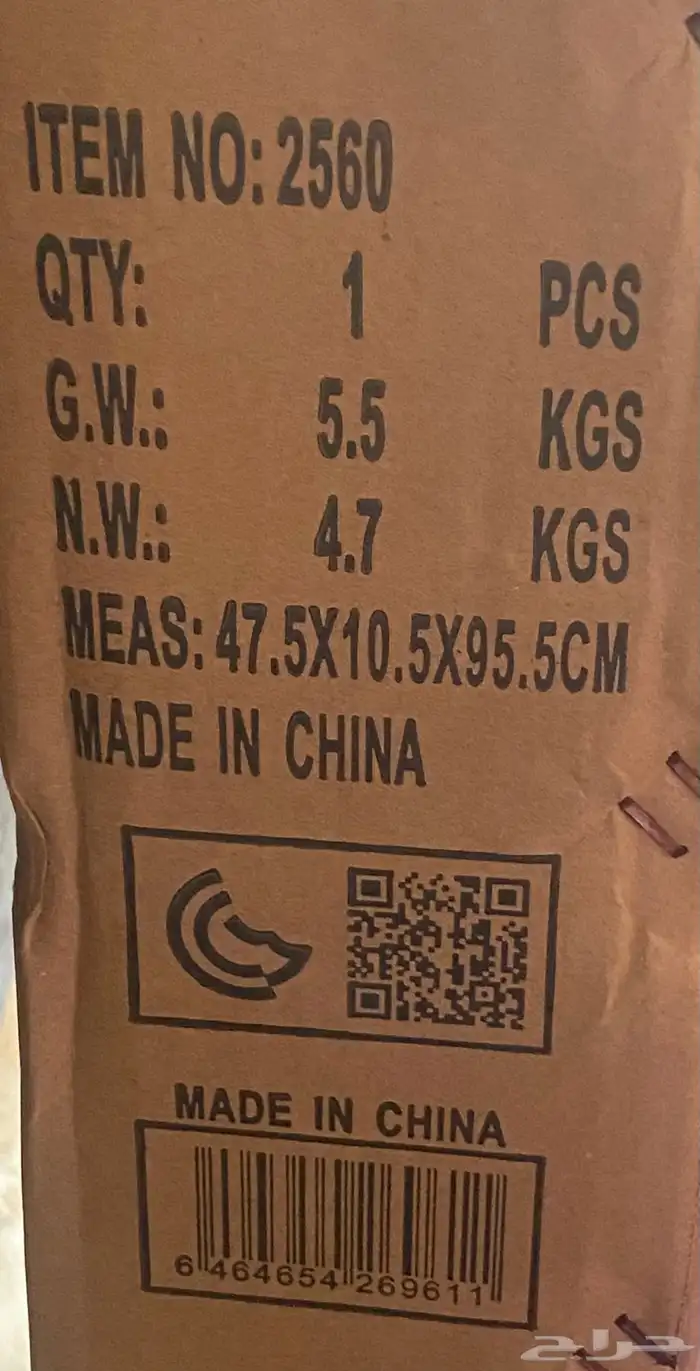 ITEM NO: 2560
QTY: 1 PCS
G.W.: 5.5 KGS
N.W.: 4.7 KGS
MEAS: 47.5X10.5X95.5CM
MADE IN CHINA
MADE IN CHINA
6 464654 269611
حراج